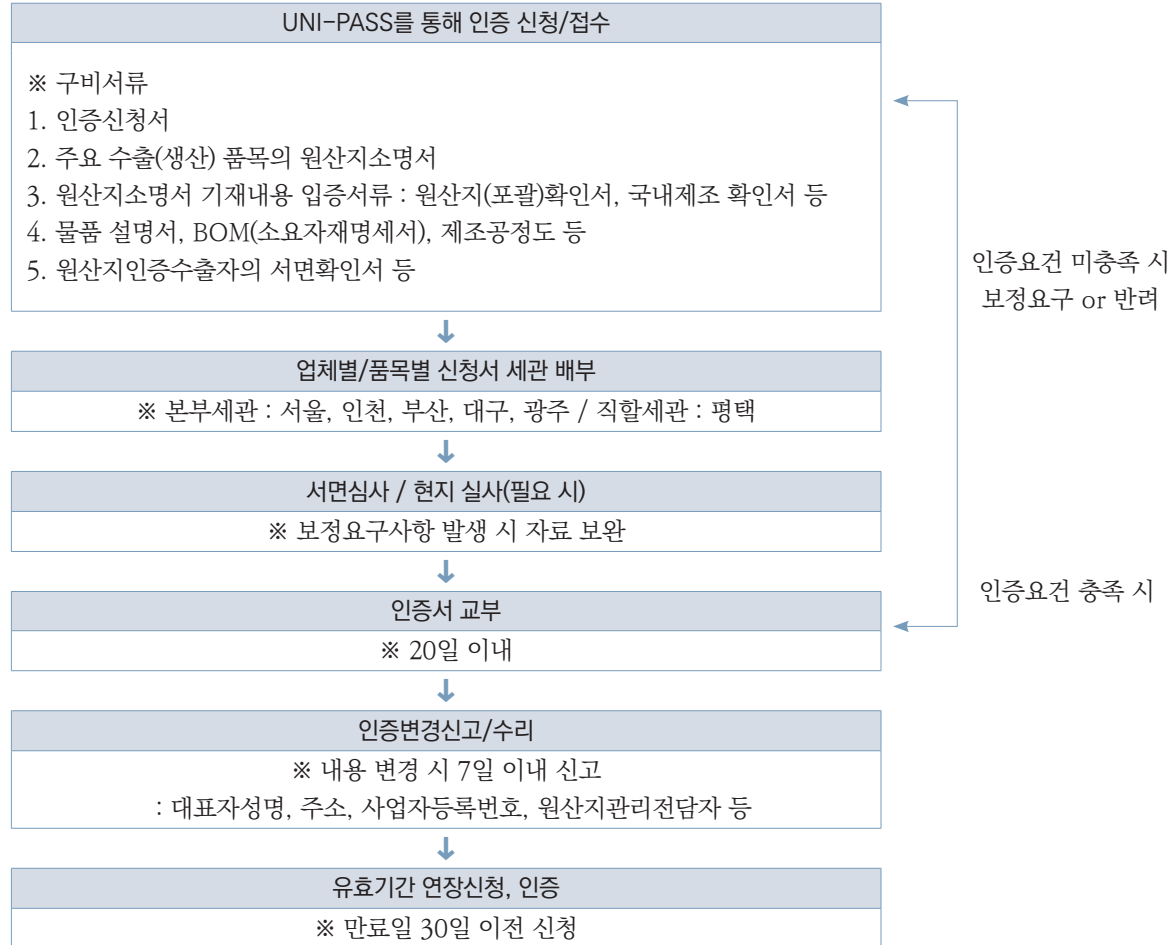 UNI-PASS를 통해 인증 신청/접수
※ 구비서류
1. 인증신청서
2. 주요 수출(생산) 품목의 원산지소명서
3. 원산지소명서 기재내용 입증서류 : 원산지(포괄)확인서, 국내제조 확인서 등
4. 물품 설명서, BOM(소요자재명세서), 제조공정도 등
5. 원산지인증수출자의 서면확인서 등
인증요건 미충족 시
보정요구 or 반려
업체별/품목별 신청서 세관 배부
※ 본부세관 : 서울, 인천, 부산, 대구, 광주 / 직할세관 : 평택
서면심사 / 현지 실사(필요 시)
※ 보정요구사항 발생 시 자료 보완
인증요건 충족 시
인증서 교부
※ 20일 이내
인증변경신고/수리
※ 내용 변경 시 7일 이내 신고
: 대표자성명, 주소, 사업자등록번호, 원산지관리전담자 등
유효기간 연장신청, 인증
※ 만료일 30일 이전 신청